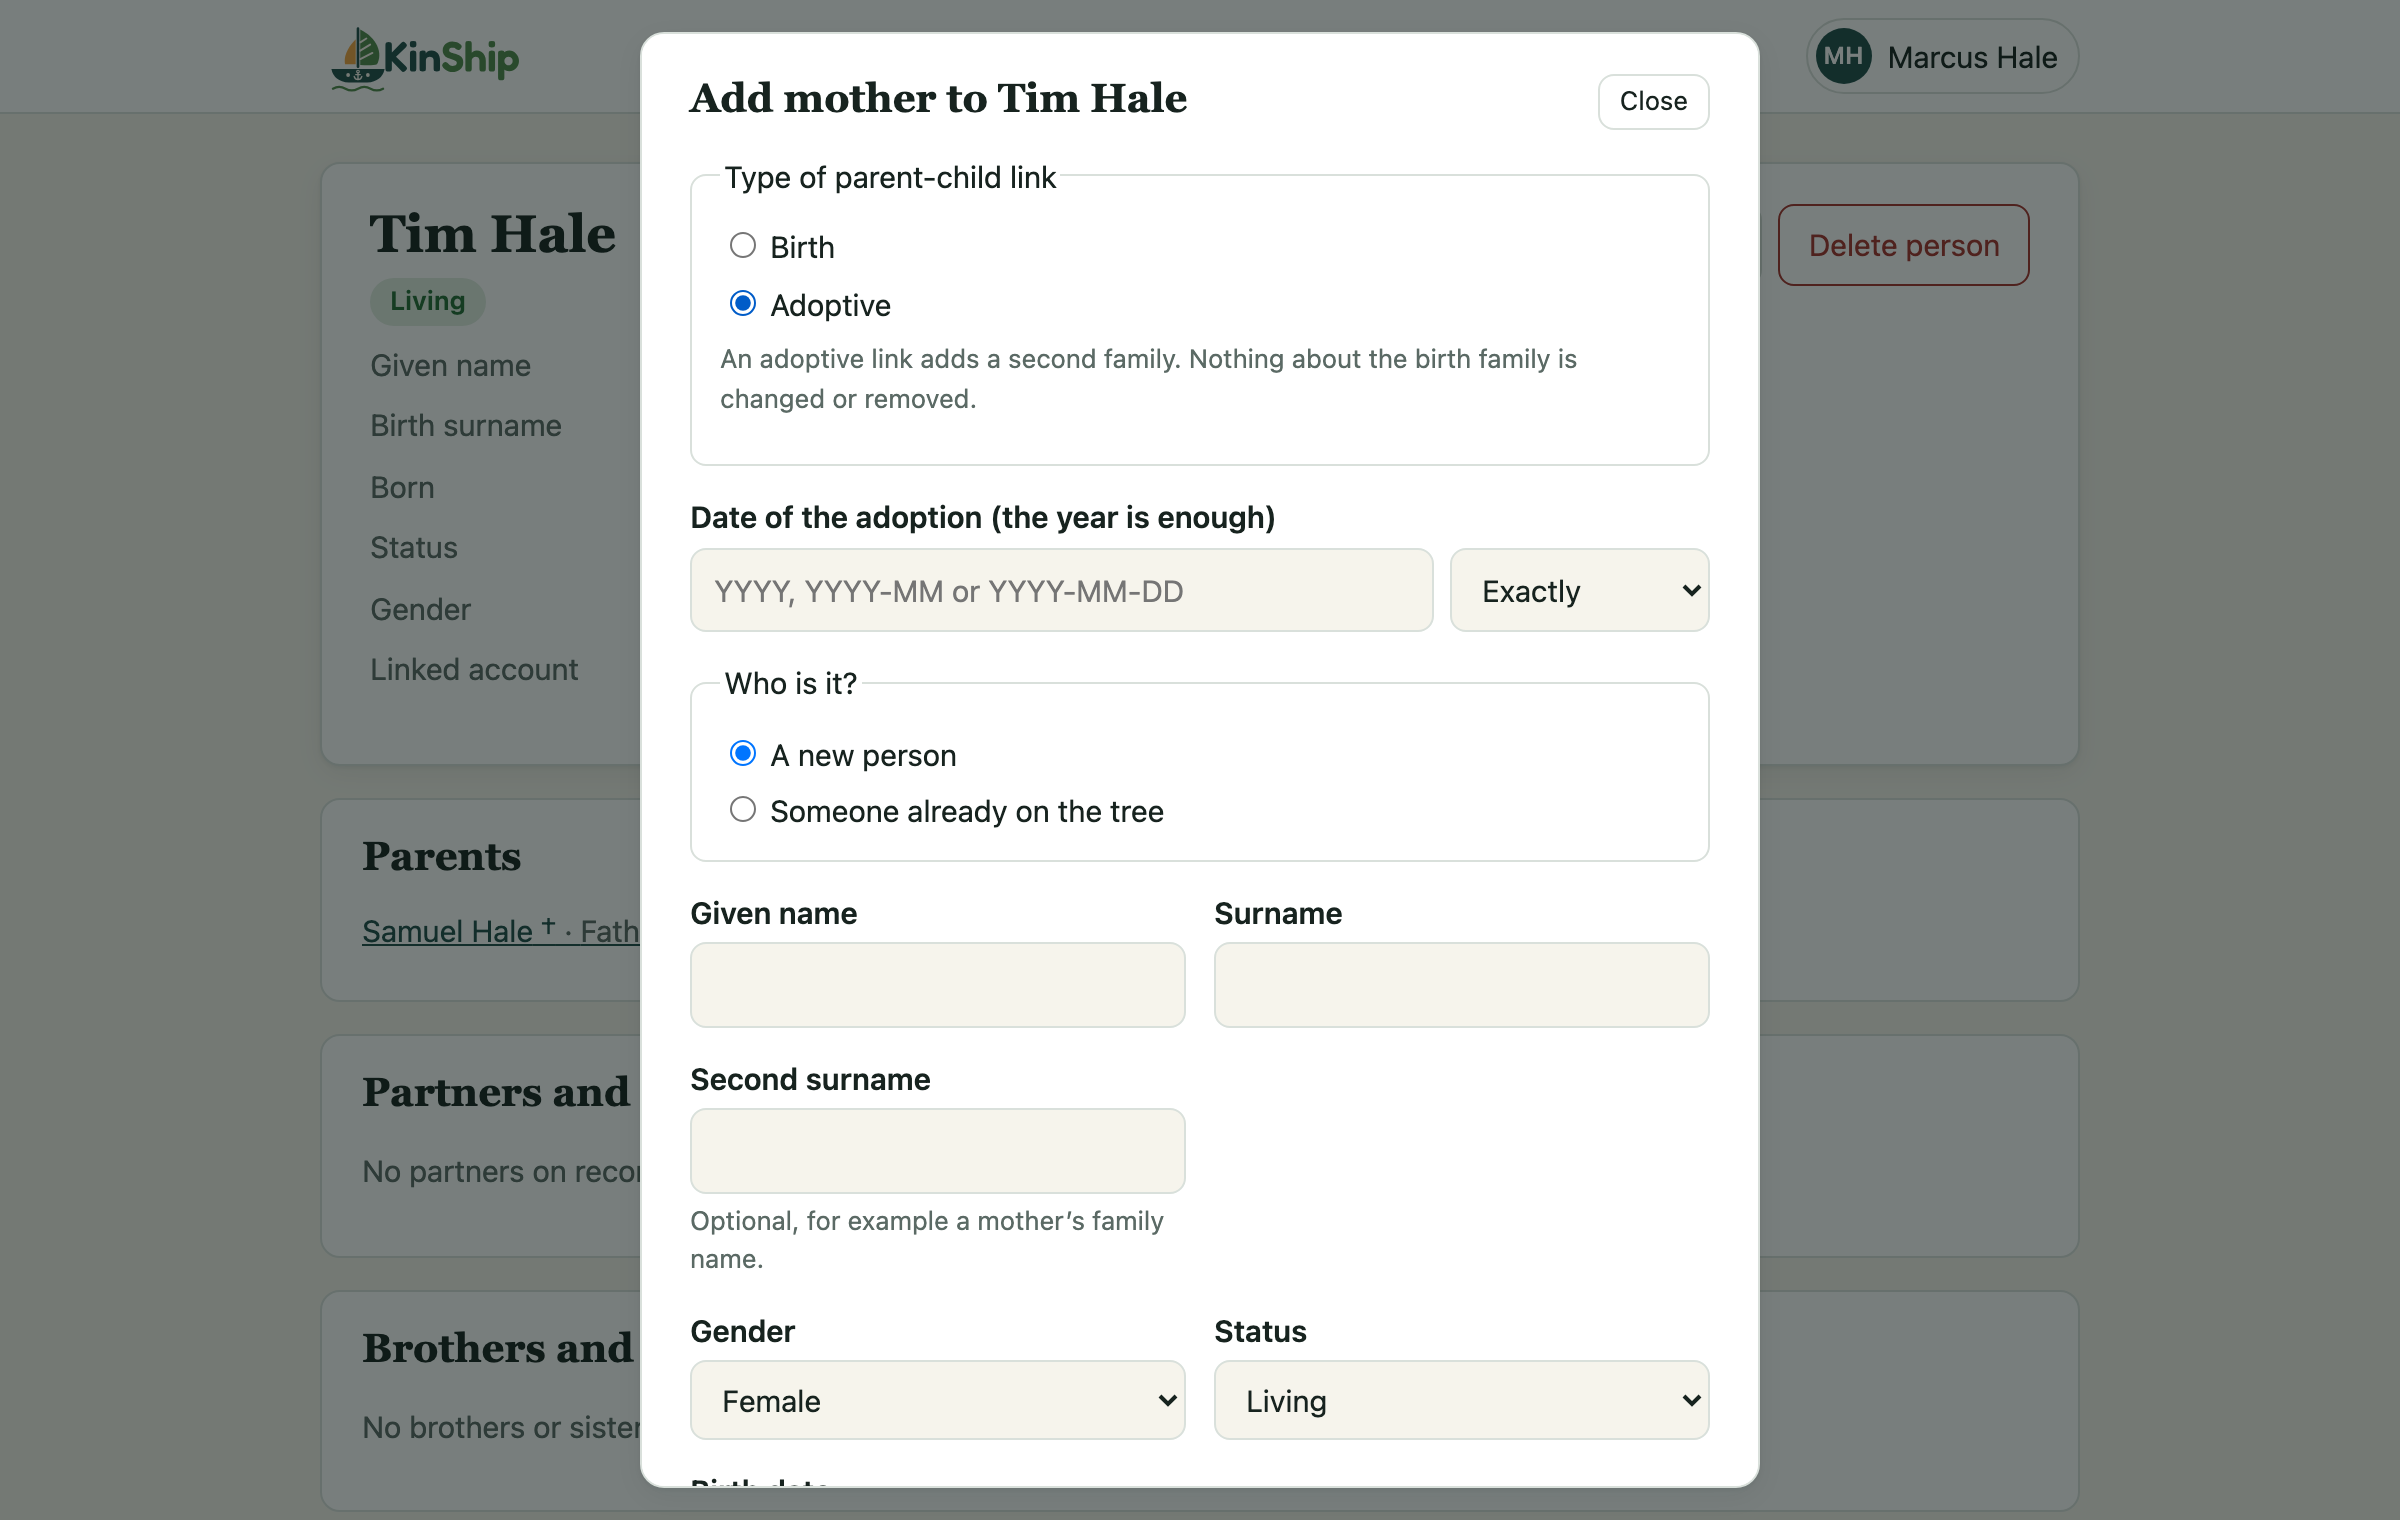 KinShip
MH Marcus Hale
Add mother to Tim Hale
Close
Type of parent-child link
Birth
Adoptive
An adoptive link adds a second family. Nothing about the birth family is
changed or removed.
Date of the adoption (the year is enough)
YYYY, YYYY-MM or YYYY-MM-DD
Exactly
Who is it?
A new person
Someone already on the tree
Given name
Surname
Second surname
Optional, for example a mother's family
name.
Gender
Status
Female
Living
Birth date
Tim Hale
Living
Delete person
Given name
Birth surname
Born
Status
Gender
Linked account
Parents
Samuel Hale † ·
Partners and
No partners on
Brothers and
No brothers or